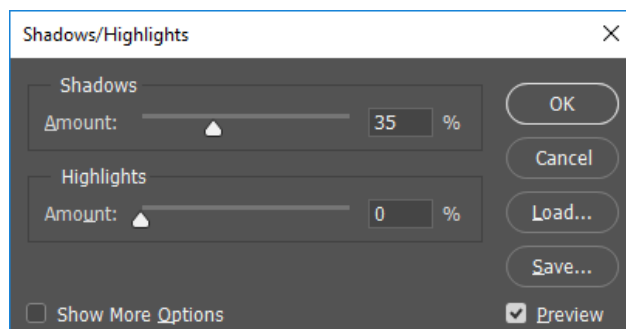 Shadows/Highlights
Shadows
Amount: 35 %
Highlights
Amount: 0 %
Show More Options
OK
Cancel
Load...
Save...
Preview